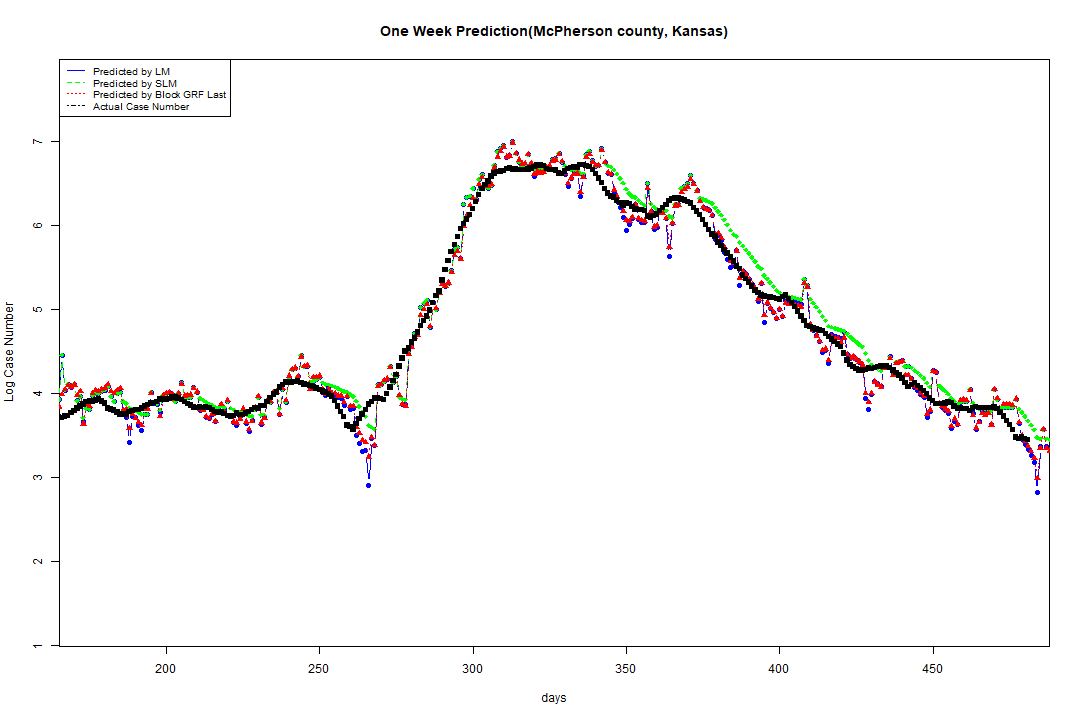 One Week Prediction(McPherson county, Kansas)
Predicted by LM
Predicted by SLM
Predicted by Block GRF Last
Actual Case Number
7
6
5
4
3
2
1
Log Case Number
200 250 300 350 400 450
days